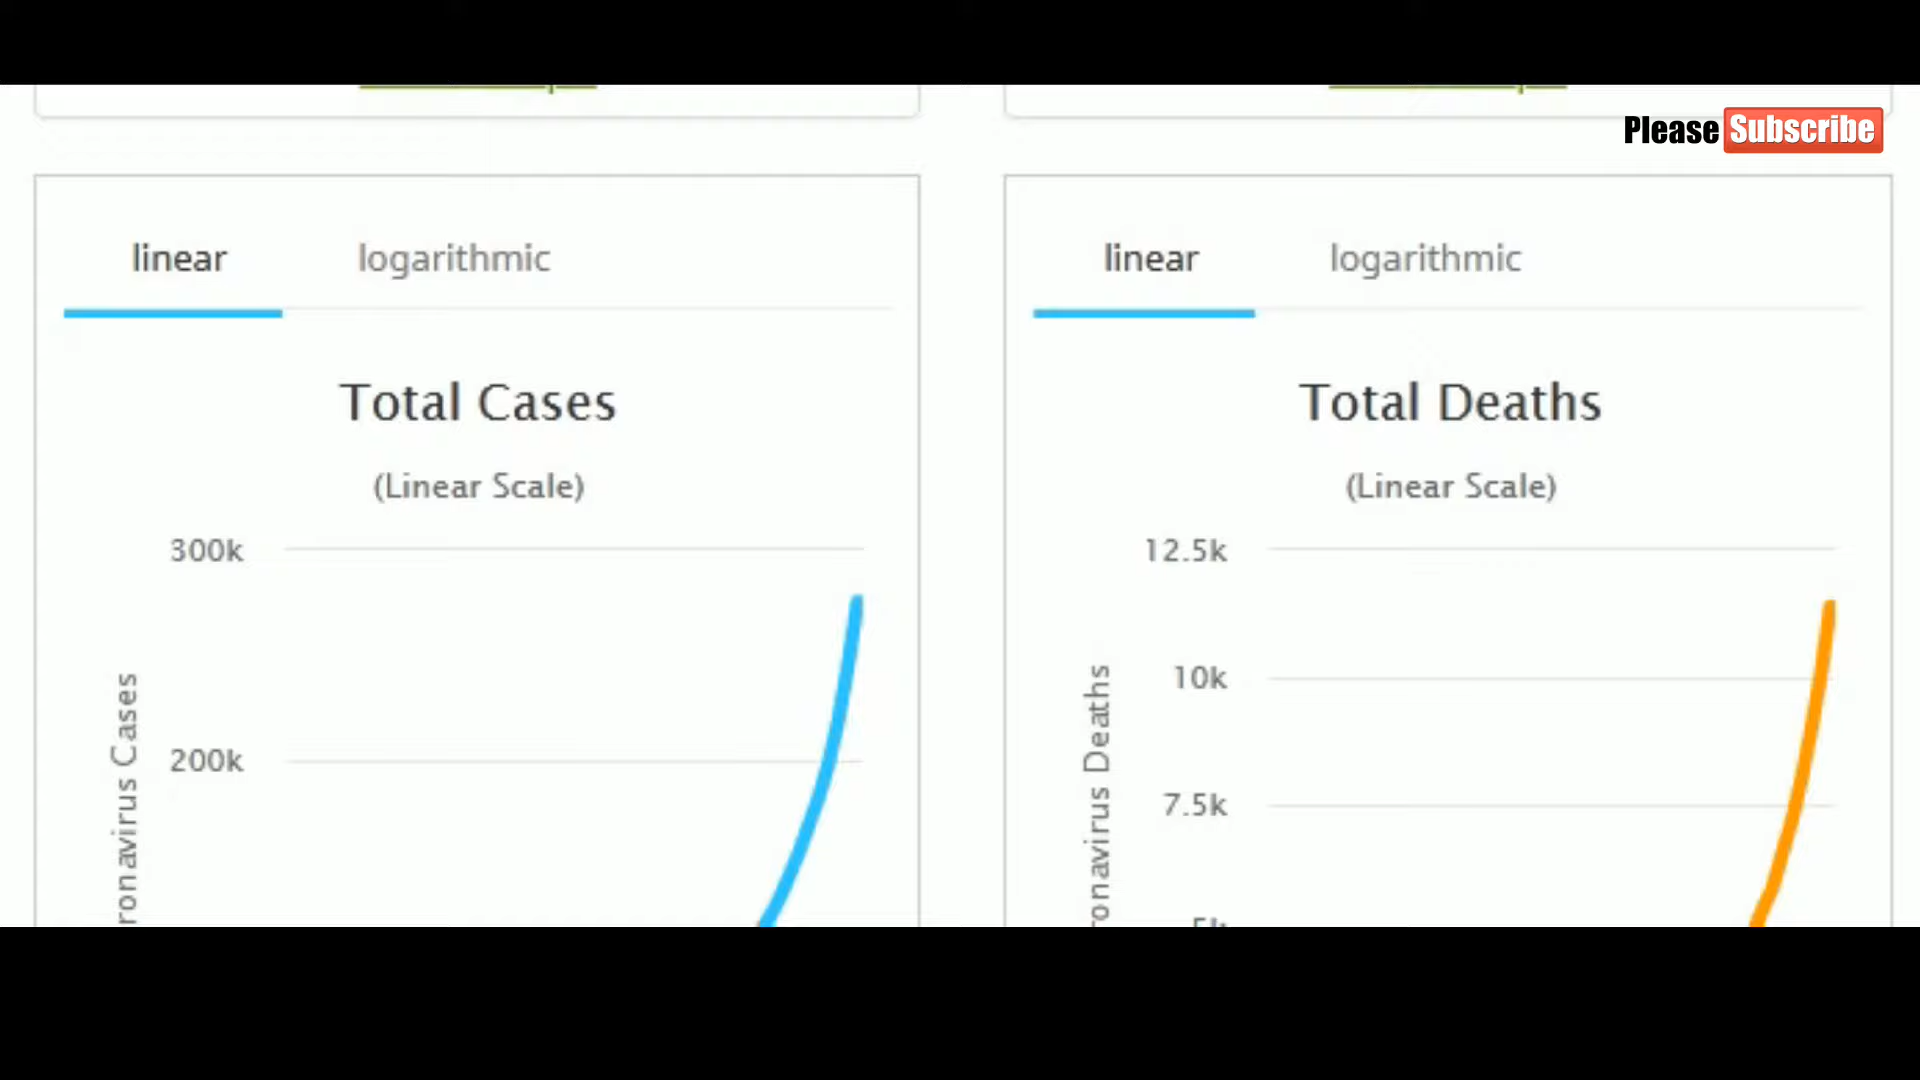 Please Subscribe
linear logarithmic
Total Cases
(Linear Scale)
300k
200k
ronavirus Cases
linear logarithmic
Total Deaths
(Linear Scale)
12.5k
10k
7.5k
ronavirus Deaths